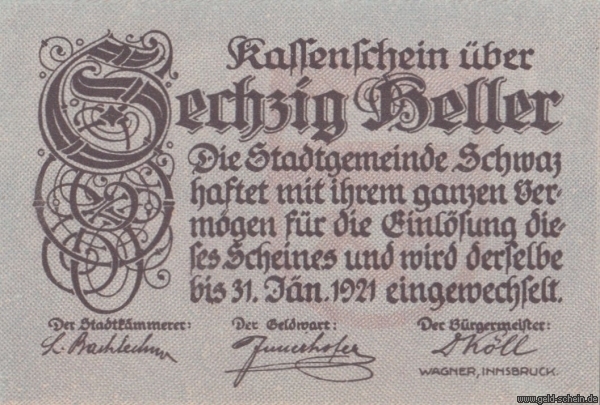 Kassenschein über
Sechzig Heller
Die Stadtgemeinde Schwaz
haftet mit ihrem ganzen Ver-
mögen für die Einlösung die-
ses Scheines und wird derselbe
bis 31. Jän. 1921 eingewechselt.
Der Stadtkämmerer: Der Geldwart: Der Bürgermeister:
WAGNER, INNSBRUCK.
www.geld-schein.de